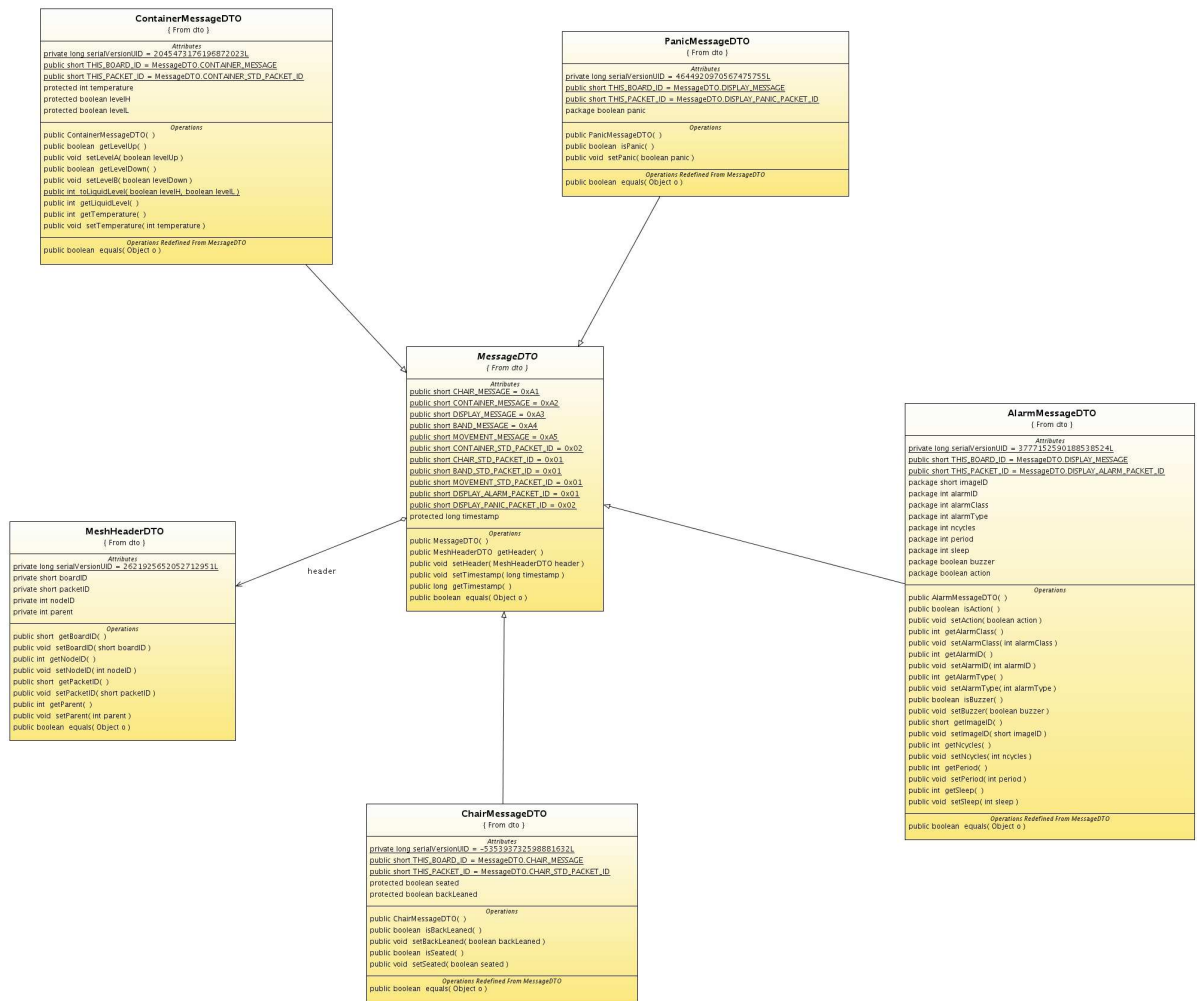 ContainerMessageDTO
{ From dto }
Attributes
private long serialVersionUID = 2045473176196872023L
public short THIS_BOARD_ID = MessageDTO.CONTAINER_MESSAGE
public short THIS_PACKET_ID = MessageDTO.CONTAINER_STD_PACKET_ID
protected int temperature
protected boolean levelH
protected boolean levelL
Operations
public ContainerMessageDTO( )
public boolean getLevelUp( )
public void setLevelA( boolean levelUp )
public boolean getLevelDown( )
public void setLevelB( boolean levelDown )
public int toLiquidLevel( boolean levelH, boolean levelL )
public int getLiquidLevel( )
public int getTemperature( )
public void setTemperature( int temperature )
Operations Redefined From MessageDTO
public boolean equals( Object o )
PanicMessageDTO
{ From dto }
Attributes
private long serialVersionUID = 4644920970567475755L
public short THIS_BOARD_ID = MessageDTO.DISPLAY_MESSAGE
public short THIS_PACKET_ID = MessageDTO.DISPLAY_PANIC_PACKET_ID
package boolean panic
Operations
public PanicMessageDTO( )
public boolean isPanic( )
public void setPanic( boolean panic )
Operations Redefined From MessageDTO
public boolean equals( Object o )
MessageDTO
{ From dto }
Attributes
public short CHAIR_MESSAGE = 0xA1
public short CONTAINER_MESSAGE = 0xA2
public short DISPLAY_MESSAGE = 0xA3
public short BAND_MESSAGE = 0xA4
public short MOVEMENT_MESSAGE = 0xA5
public short CONTAINER_STD_PACKET_ID = 0x02
public short CHAIR_STD_PACKET_ID = 0x01
public short BAND_STD_PACKET_ID = 0x01
public short MOVEMENT_STD_PACKET_ID = 0x01
public short DISPLAY_ALARM_PACKET_ID = 0x01
public short DISPLAY_PANIC_PACKET_ID = 0x02
protected long timestamp
Operations
public MessageDTO( )
public MeshHeaderDTO getHeader( )
public void setHeader( MeshHeaderDTO header )
public void setTimestamp( long timestamp )
public long getTimestamp( )
public boolean equals( Object o )
AlarmMessageDTO
{ From dto }
Attributes
private long serialVersionUID = 3777152590188538524L
public short THIS_BOARD_ID = MessageDTO.DISPLAY_MESSAGE
public short THIS_PACKET_ID = MessageDTO.DISPLAY_ALARM_PACKET_ID
package short imageID
package int alarmID
package int alarmClass
package int alarmType
package int ncycles
package int period
package int sleep
package boolean buzzer
package boolean action
Operations
public AlarmMessageDTO( )
public boolean isAction( )
public void setAction( boolean action )
public int getAlarmClass( )
public void setAlarmClass( int alarmClass )
public int getAlarmID( )
public void setAlarmID( int alarmID )
public int getAlarmType( )
public void setAlarmType( int alarmType )
public boolean isBuzzer( )
public void setBuzzer( boolean buzzer )
public short getImageID( )
public void setImageID( short imageID )
public int getNcycles( )
public void setNcycles( int ncycles )
public int getPeriod( )
public void setPeriod( int period )
public int getSleep( )
public void setSleep( int sleep )
Operations Redefined From MessageDTO
public boolean equals( Object o )
MeshHeaderDTO
{ From dto }
Attributes
private long serialVersionUID = 2621925652052712951L
private short boardID
private short packetID
private int nodeID
private int parent
Operations
public short getBoardID( )
public void setBoardID( short boardID )
public int getNodeID( )
public void setNodeID( int nodeID )
public short getPacketID( )
public void setPacketID( short packetID )
public int getParent( )
public void setParent( int parent )
public boolean equals( Object o )
header
ChairMessageDTO
{ From dto }
Attributes
private long serialVersionUID = -535393732598881632L
public short THIS_BOARD_ID = MessageDTO.CHAIR_MESSAGE
public short THIS_PACKET_ID = MessageDTO.CHAIR_STD_PACKET_ID
protected boolean seated
protected boolean backLeaned
Operations
public ChairMessageDTO( )
public boolean isBackLeaned( )
public void setBackLeaned( boolean backLeaned )
public boolean isSeated( )
public void setSeated( boolean seated )
Operations Redefined From MessageDTO
public boolean equals( Object o )